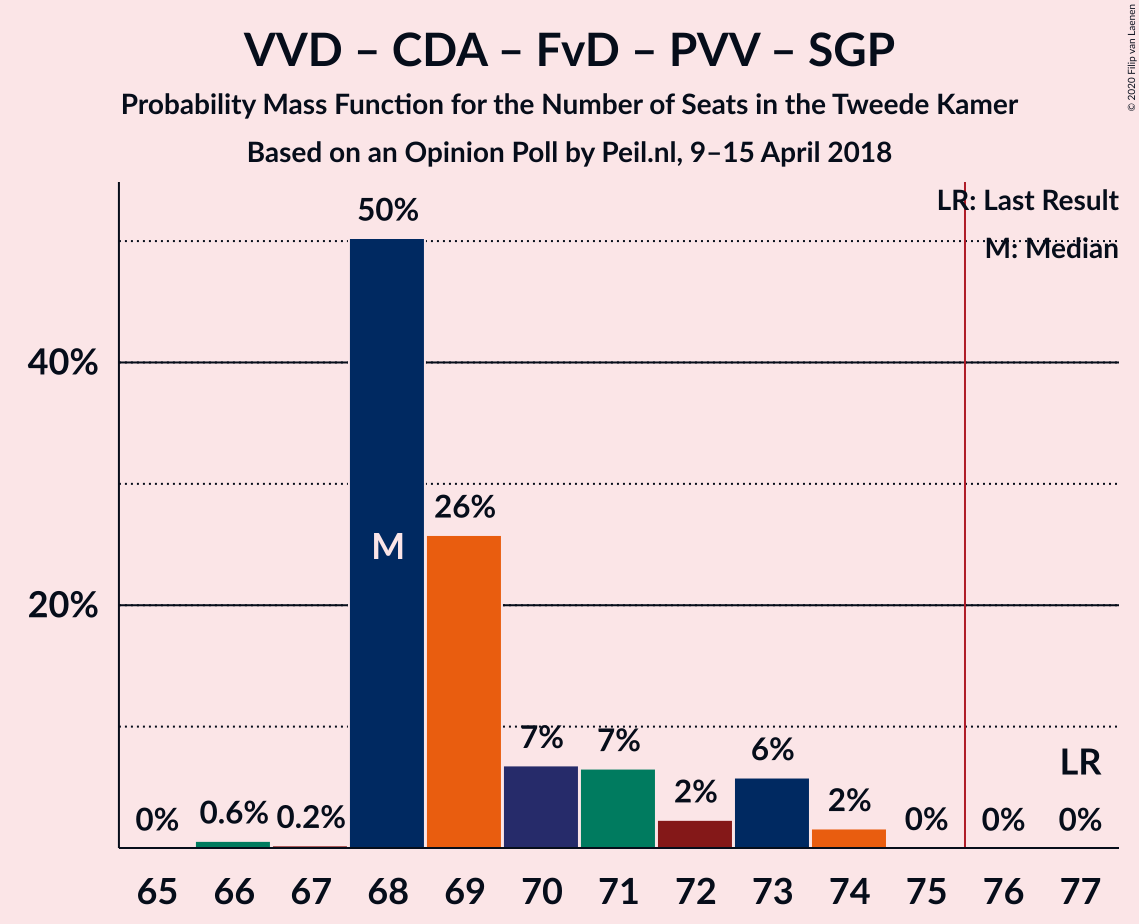 VVD – CDA – FvD – PVV – SGP
Probability Mass Function for the Number of Seats in the Tweede Kamer
Based on an Opinion Poll by Peil.nl, 9–15 April 2018
© 2020 Filip van Laenen
LR: Last Result
M: Median
50%
40%
26%
M
20%
7% 7% 6% LR
0% 0.6% 0.2% 2% 2% 0% 0% 0%
65 66 67 68 69 70 71 72 73 74 75 76 77